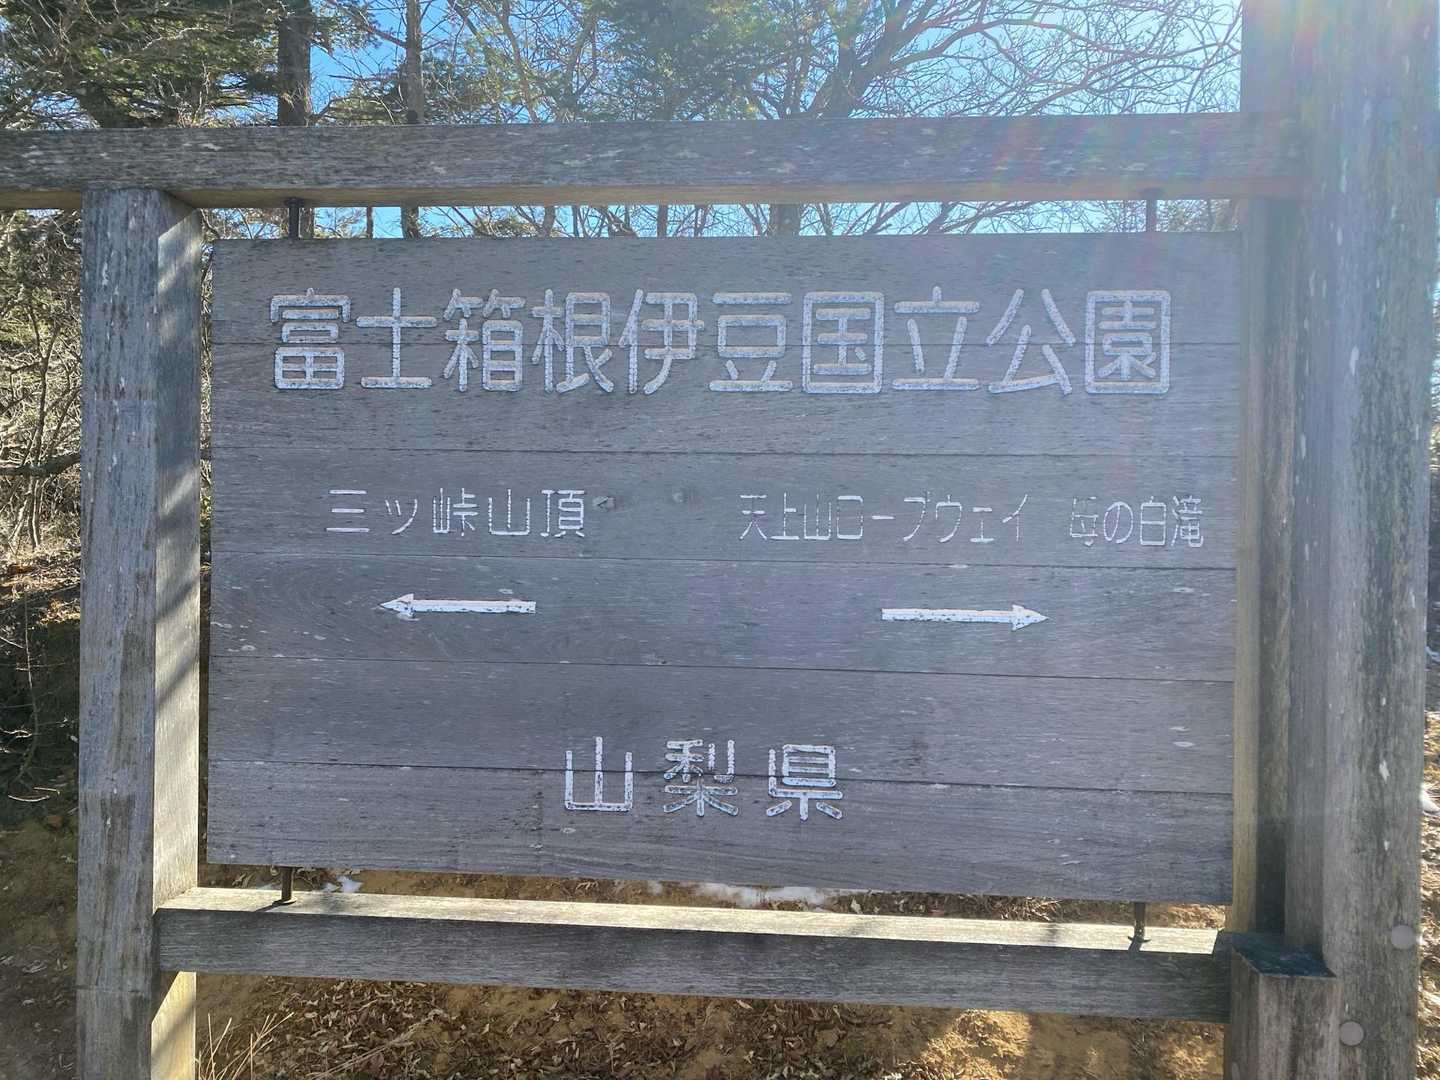 富士箱根伊豆国立公園
三ッ峠山頂 天上山ロープウェイ 母の白滝
山梨県